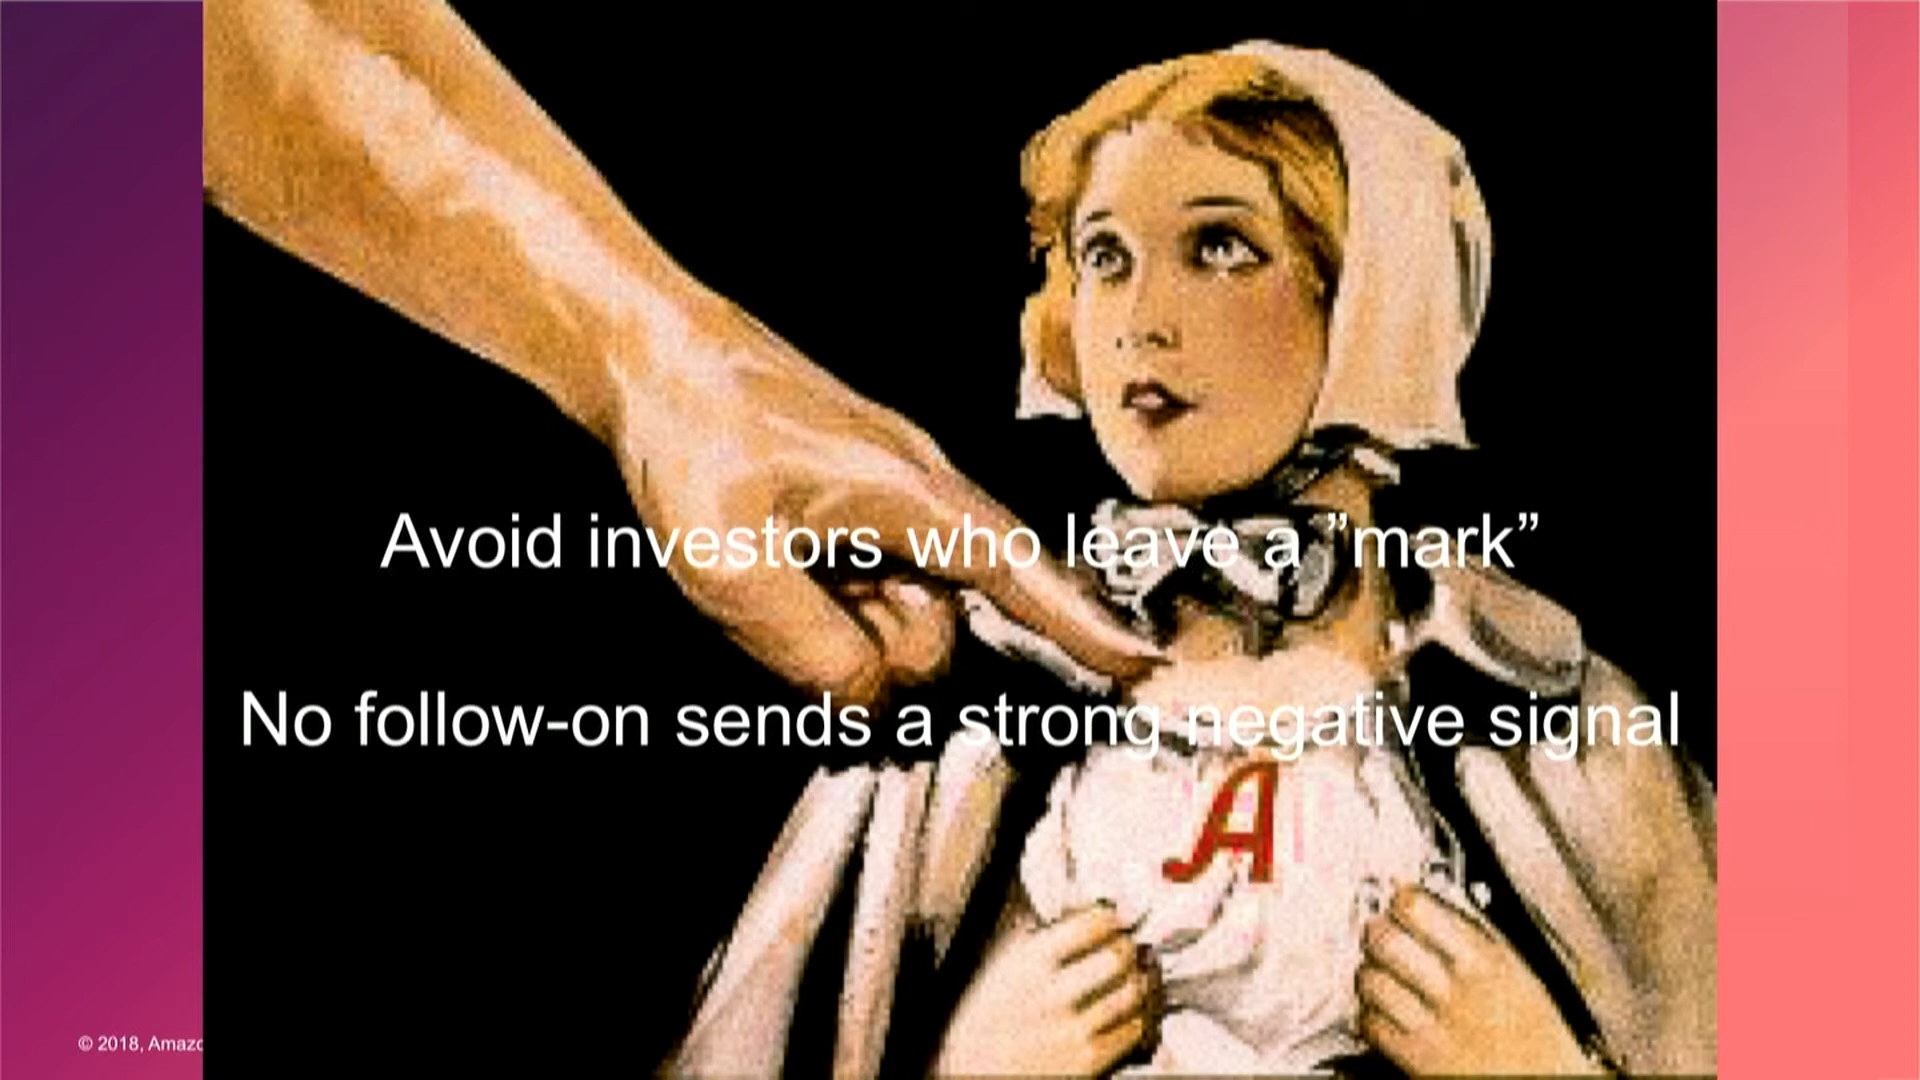 Avoid investors who leave a ”mark”
No follow-on sends a strong negative signal
A
© 2018, Amazo